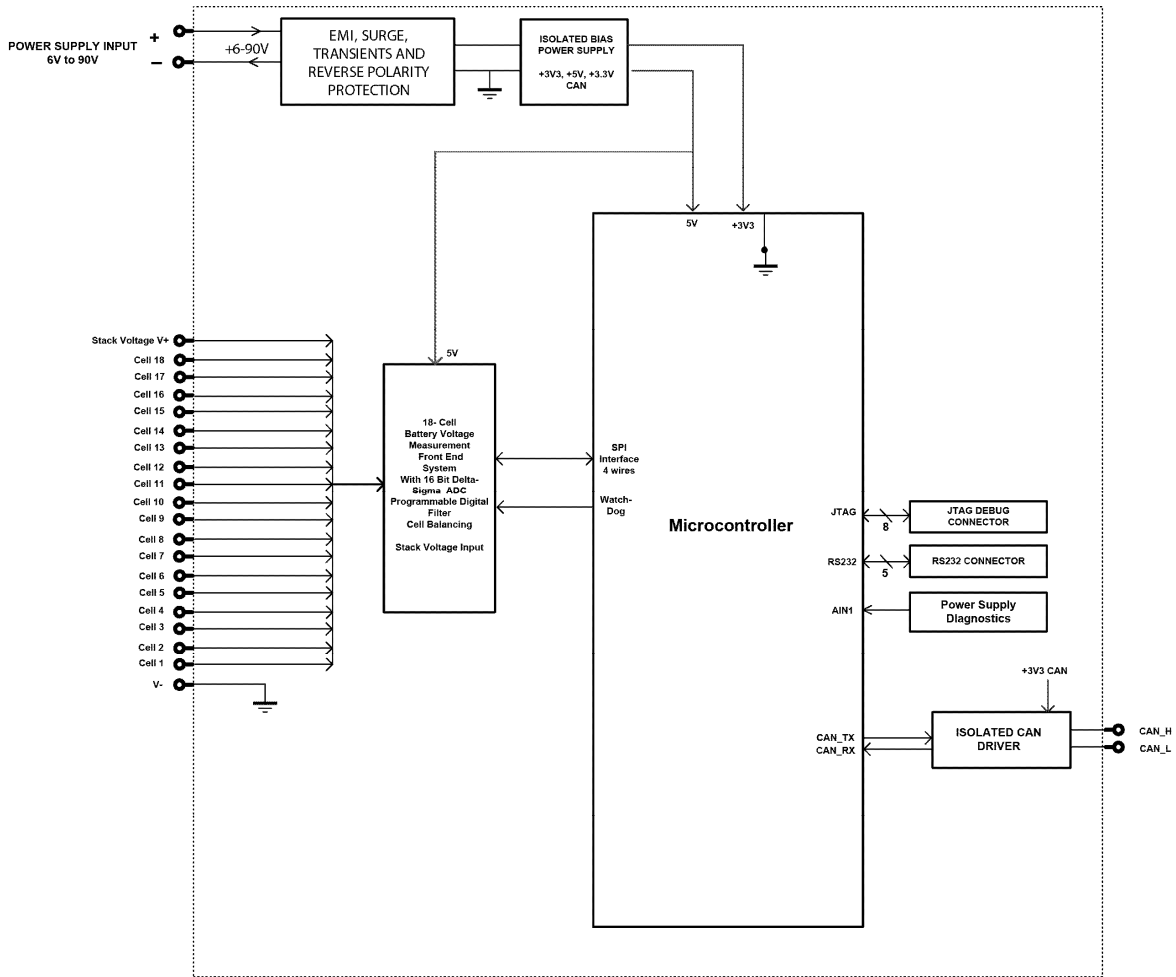 POWER SUPPLY INPUT
6V to 90V
+
−
+6-90V
EMI, SURGE,
TRANSIENTS AND
REVERSE POLARITY
PROTECTION
ISOLATED BIAS
POWER SUPPLY
+3V3, +5V, +3.3V
CAN
5V
+3V3
Stack Voltage V+
Cell 18
Cell 17
Cell 16
Cell 15
Cell 14
Cell 13
Cell 12
Cell 11
Cell 10
Cell 9
Cell 8
Cell 7
Cell 6
Cell 5
Cell 4
Cell 3
Cell 2
Cell 1
V-
5V
18- Cell
Battery Voltage
Measurement
Front End
System
With 16 Bit Delta-
Sigma ADC
Programmable Digital
Filter
Cell Balancing
Stack Voltage Input
SPI
Interface
4 wires
Watch-
Dog
Microcontroller
JTAG
8
JTAG DEBUG
CONNECTOR
RS232
5
RS232 CONNECTOR
AIN1
Power Supply
Diagnostics
+3V3 CAN
CAN_TX
CAN_RX
ISOLATED CAN
DRIVER
CAN_H
CAN_L